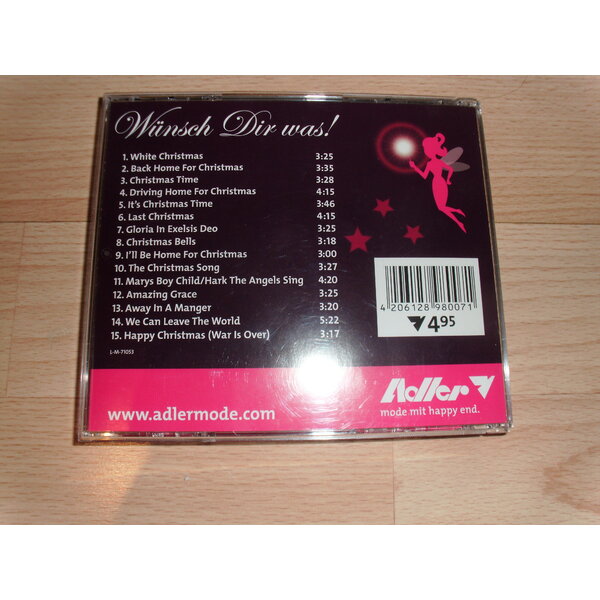 Wünsch Dir was!
1. White Christmas 3:25
2. Back Home For Christmas 3:35
3. Christmas Time 3:28
4. Driving Home For Christmas 4:15
5. It's Christmas Time 3:46
6. Last Christmas 4:15
7. Gloria In Exelsis Deo 3:25
8. Christmas Bells 3:18
9. I'll Be Home For Christmas 3:00
10. The Christmas Song 3:27
11. Marys Boy Child/Hark The Angels Sing 4:20
12. Amazing Grace 3:25
13. Away In A Manger 3:20
14. We Can Leave The World 5:22
15. Happy Christmas (War Is Over) 3:17
L-M-71053
4 206128 980071
4.95
www.adlermode.com
Adler
mode mit happy end.